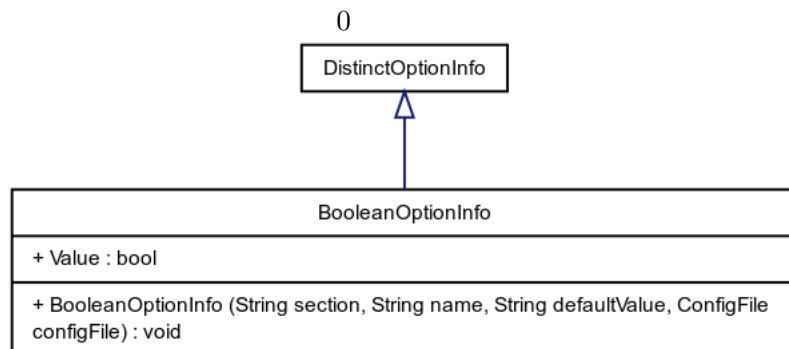 0
DistinctOptionInfo
BooleanOptionInfo
+ Value : bool
+ BooleanOptionInfo (String section, String name, String defaultValue, ConfigFile
configFile) : void